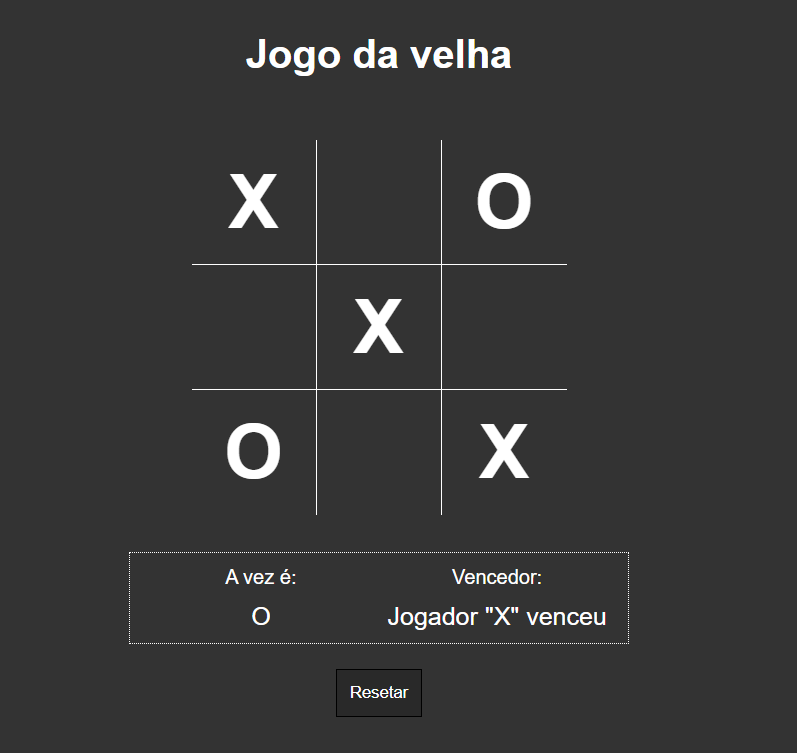 Jogo da velha
X O
X
O X
A vez é: Vencedor:
O Jogador "X" venceu
Resetar